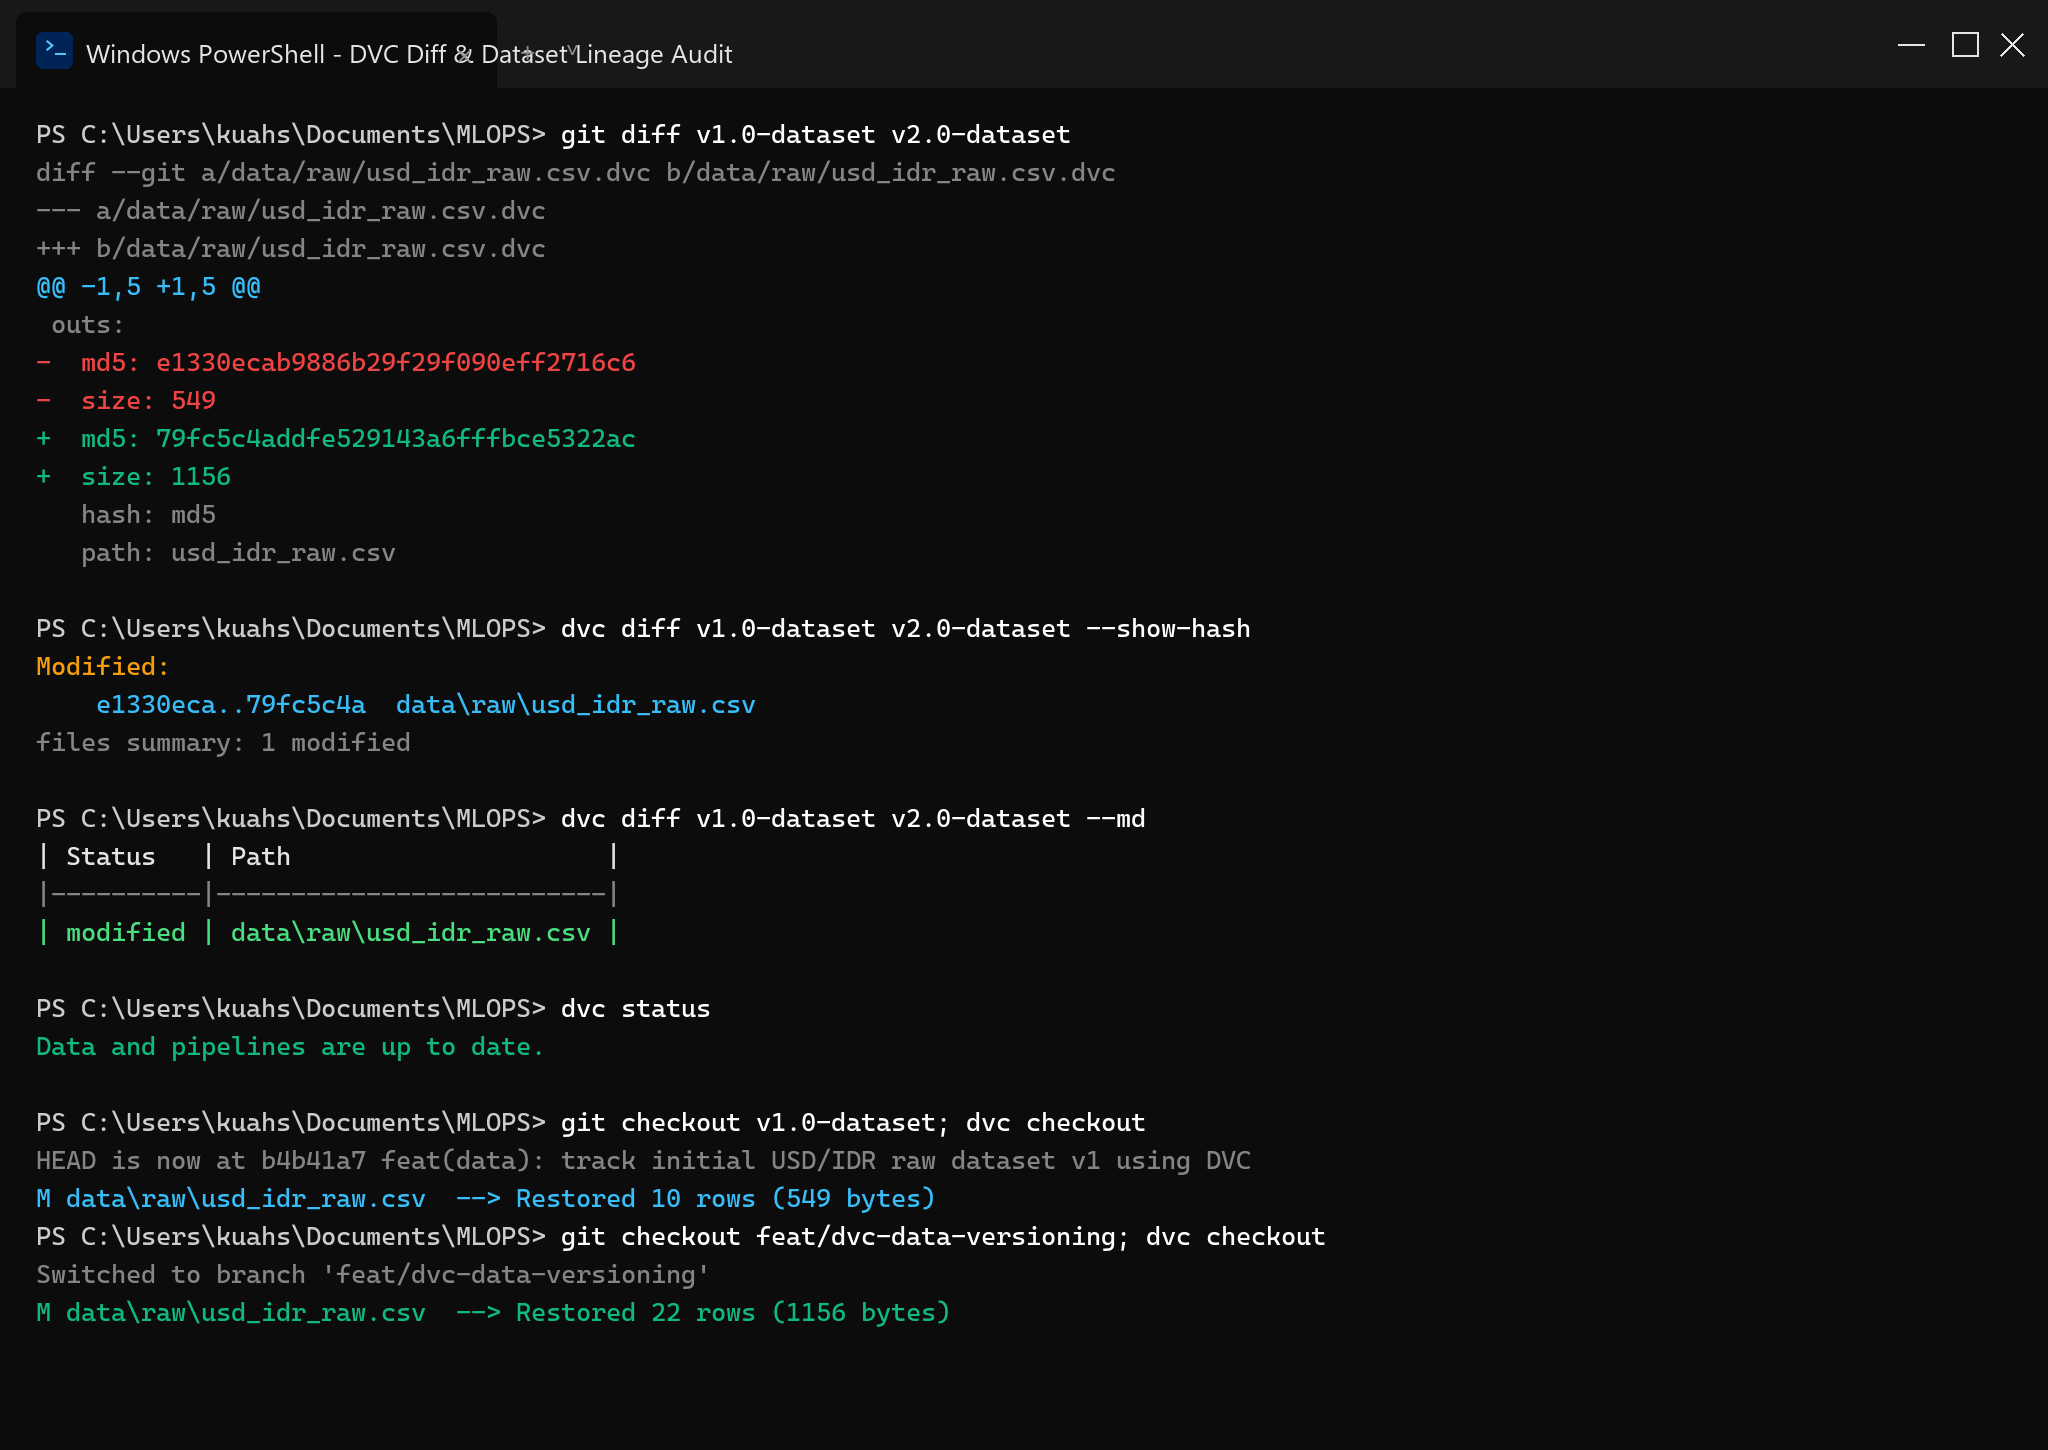 Windows PowerShell - DVC Diff & Dataset Lineage Audit
PS C:\Users\kuahs\Documents\MLOPS> git diff v1.0-dataset v2.0-dataset
diff --git a/data/raw/usd_idr_raw.csv.dvc b/data/raw/usd_idr_raw.csv.dvc
--- a/data/raw/usd_idr_raw.csv.dvc
+++ b/data/raw/usd_idr_raw.csv.dvc
@@ -1,5 +1,5 @@
 outs:
-  md5: e1330ecab9886b29f29f090eff2716c6
-  size: 549
+  md5: 79fc5c4addfe529143a6fffbce5322ac
+  size: 1156
   hash: md5
   path: usd_idr_raw.csv
PS C:\Users\kuahs\Documents\MLOPS> dvc diff v1.0-dataset v2.0-dataset --show-hash
Modified:
    e1330eca..79fc5c4a  data\raw\usd_idr_raw.csv
files summary: 1 modified
PS C:\Users\kuahs\Documents\MLOPS> dvc diff v1.0-dataset v2.0-dataset --md
| Status   | Path                     |
|----------|--------------------------|
| modified | data\raw\usd_idr_raw.csv |
PS C:\Users\kuahs\Documents\MLOPS> dvc status
Data and pipelines are up to date.
PS C:\Users\kuahs\Documents\MLOPS> git checkout v1.0-dataset; dvc checkout
HEAD is now at b4b41a7 feat(data): track initial USD/IDR raw dataset v1 using DVC
M data\raw\usd_idr_raw.csv  --> Restored 10 rows (549 bytes)
PS C:\Users\kuahs\Documents\MLOPS> git checkout feat/dvc-data-versioning; dvc checkout
Switched to branch 'feat/dvc-data-versioning'
M data\raw\usd_idr_raw.csv  --> Restored 22 rows (1156 bytes)